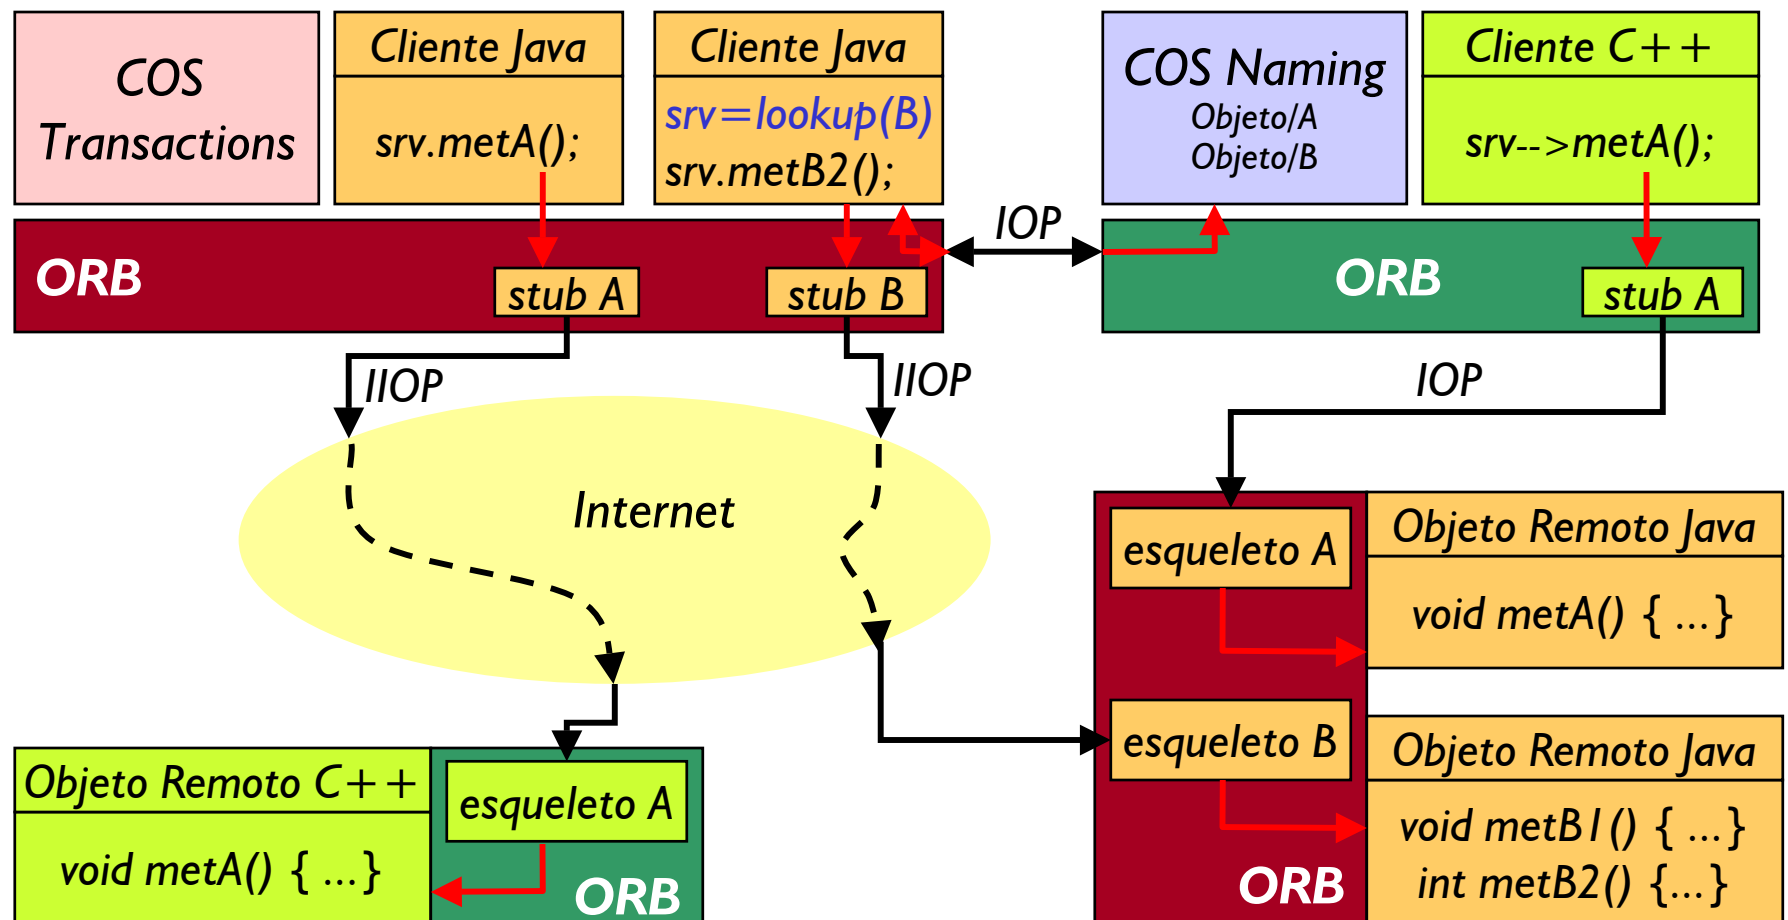 COS
Transactions
Cliente Java
srv.metA();
Cliente Java
srv=lookup(B)
srv.metB2();
COS Naming
Objeto/A
Objeto/B
Cliente C++
srv-->metA();
IOP
ORB
stub A
stub B
ORB
stub A
IIOP
IIOP
IOP
Internet
esqueleto A
Objeto Remoto Java
void metA() { ...}
esqueleto B
Objeto Remoto Java
void metB1() { ...}
int metB2() {...}
ORB
Objeto Remoto C++
void metA() { ...}
esqueleto A
ORB